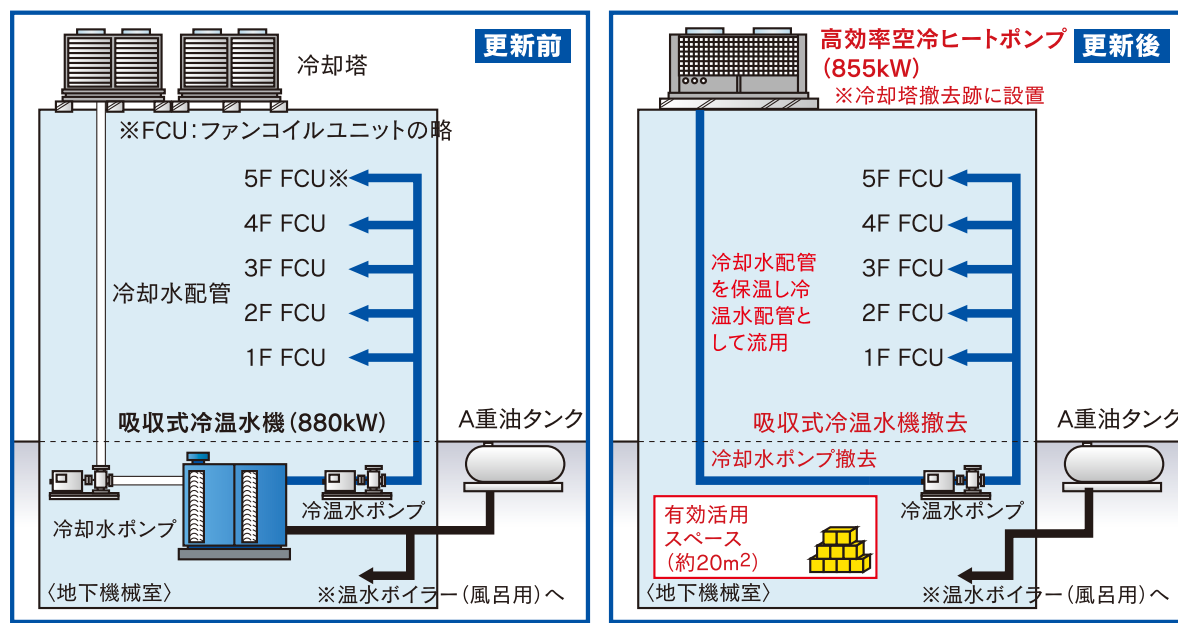 更新前
冷却塔
※FCU：ファンコイルユニットの略
5F FCU※
4F FCU
3F FCU
冷却水配管
2F FCU
1F FCU
吸収式冷温水機（880kW）
A重油タンク
冷却水ポンプ
冷温水ポンプ
〈地下機械室〉
※温水ボイラー（風呂用）へ
更新後
高効率空冷ヒートポンプ
（855kW）
※冷却塔撤去跡に設置
5F FCU
4F FCU
3F FCU
2F FCU
1F FCU
冷却水配管
を保温し冷
温水配管と
して流用
吸収式冷温水機撤去
A重油タンク
冷却水ポンプ撤去
冷温水ポンプ
有効活用
スペース
（約20m²）
〈地下機械室〉
※温水ボイラー（風呂用）へ